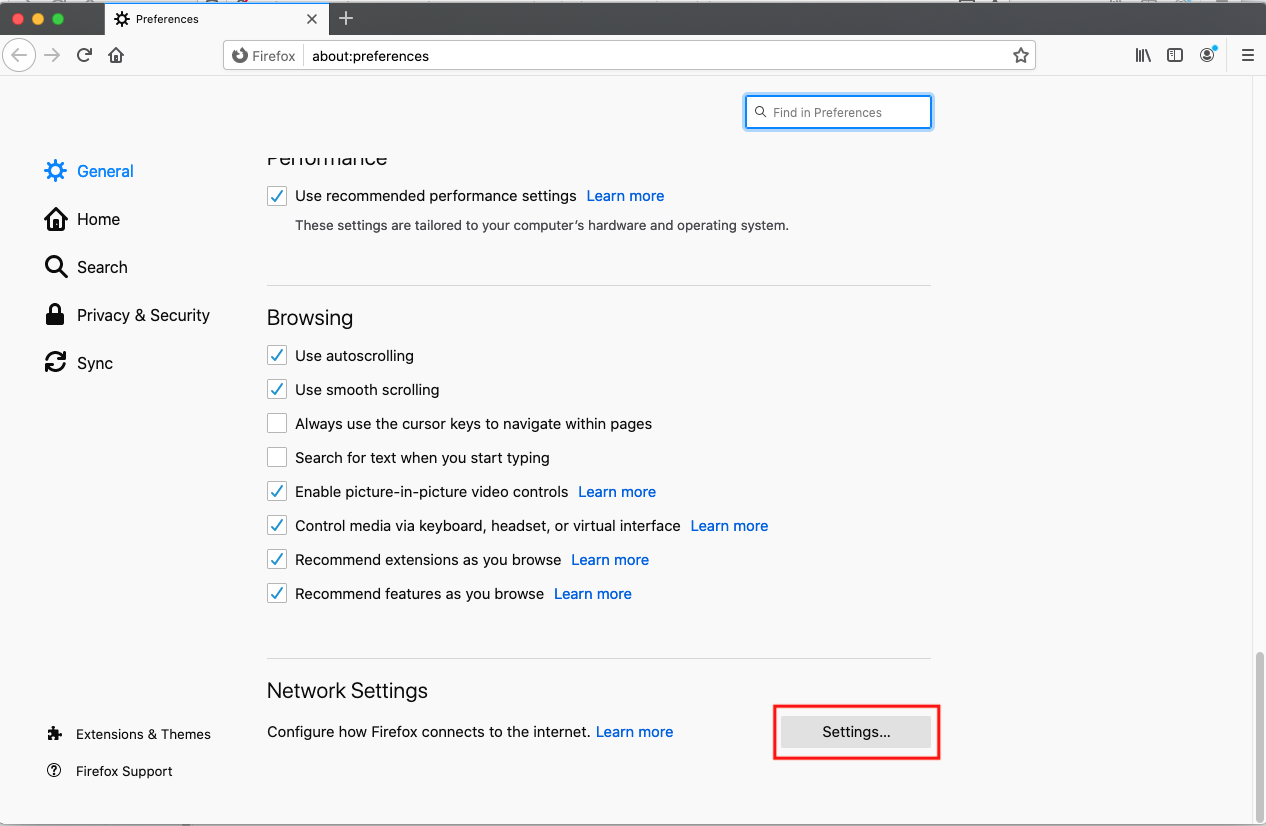 Preferences
Firefox
about:preferences
Find in Preferences
General
Home
Search
Privacy & Security
Sync
Extensions & Themes
Firefox Support
Performance
Use recommended performance settings Learn more
These settings are tailored to your computer’s hardware and operating system.
Browsing
Use autoscrolling
Use smooth scrolling
Always use the cursor keys to navigate within pages
Search for text when you start typing
Enable picture-in-picture video controls Learn more
Control media via keyboard, headset, or virtual interface Learn more
Recommend extensions as you browse Learn more
Recommend features as you browse Learn more
Network Settings
Configure how Firefox connects to the internet. Learn more
Settings...